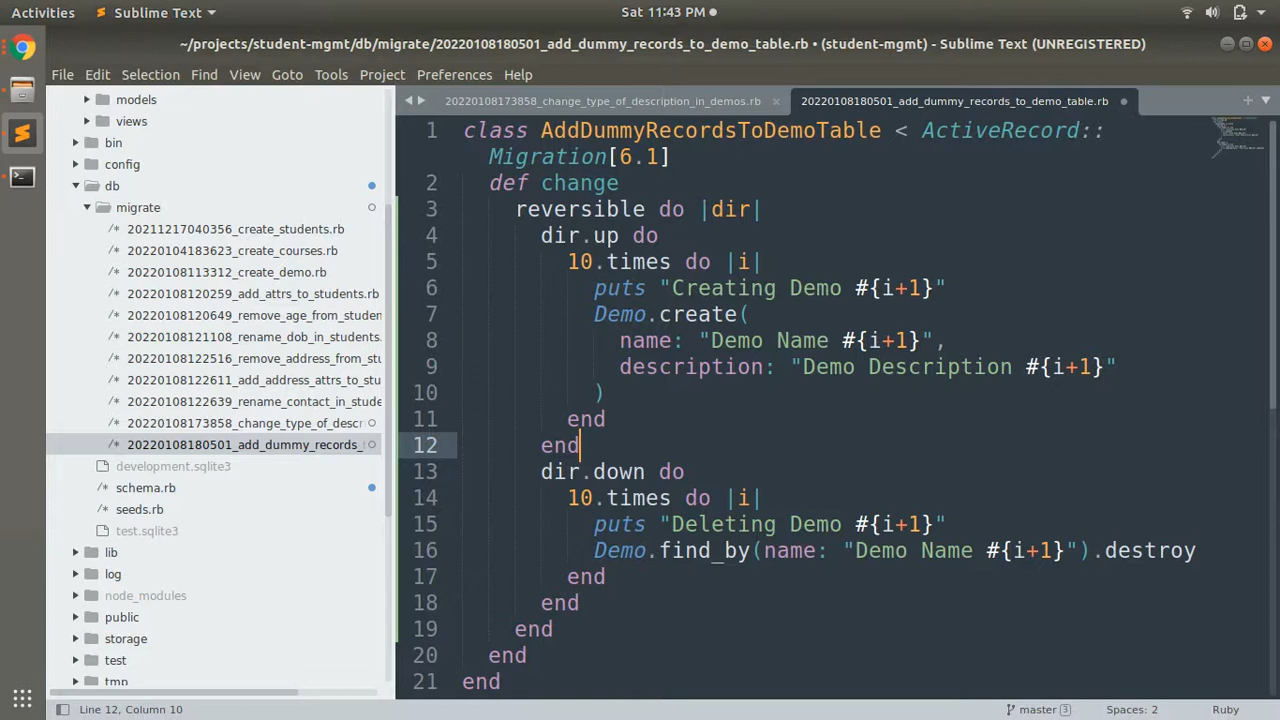 Activities Sublime Text Sat 11:43 PM
~/projects/student-mgmt/db/migrate/20220108180501_add_dummy_records_to_demo_table.rb • (student-mgmt) - Sublime Text (UNREGISTERED)
File Edit Selection Find View Goto Tools Project Preferences Help
models
views
bin
config
db
migrate
/* 20211217040356_create_students.rb
/* 20220104183623_create_courses.rb
/* 20220108113312_create_demo.rb
/* 20220108120259_add_attrs_to_students.rb
/* 20220108120649_remove_age_from_studen
/* 20220108121108_rename_dob_in_students.
/* 20220108122516_remove_address_from_stu
/* 20220108122611_add_address_attrs_to_stu
/* 20220108122639_rename_contact_in_stude
/* 20220108173858_change_type_of_descr
/* 20220108180501_add_dummy_records_
development.sqlite3
/* schema.rb
/* seeds.rb
test.sqlite3
lib
log
node_modules
public
storage
test
tmp
20220108173858_change_type_of_description_in_demos.rb × 20220108180501_add_dummy_records_to_demo_table.rb
1 class AddDummyRecordsToDemoTable < ActiveRecord::
Migration[6.1]
2 def change
3 reversible do |dir|
4 dir.up do
5 10.times do |i|
6 puts "Creating Demo #{i+1}"
7 Demo.create(
8 name: "Demo Name #{i+1}",
9 description: "Demo Description #{i+1}"
10 )
11 end
12 end
13 dir.down do
14 10.times do |i|
15 puts "Deleting Demo #{i+1}"
16 Demo.find_by(name: "Demo Name #{i+1}").destroy
17 end
18 end
19 end
20 end
21 end
Line 12, Column 10 master 3 Spaces: 2 Ruby